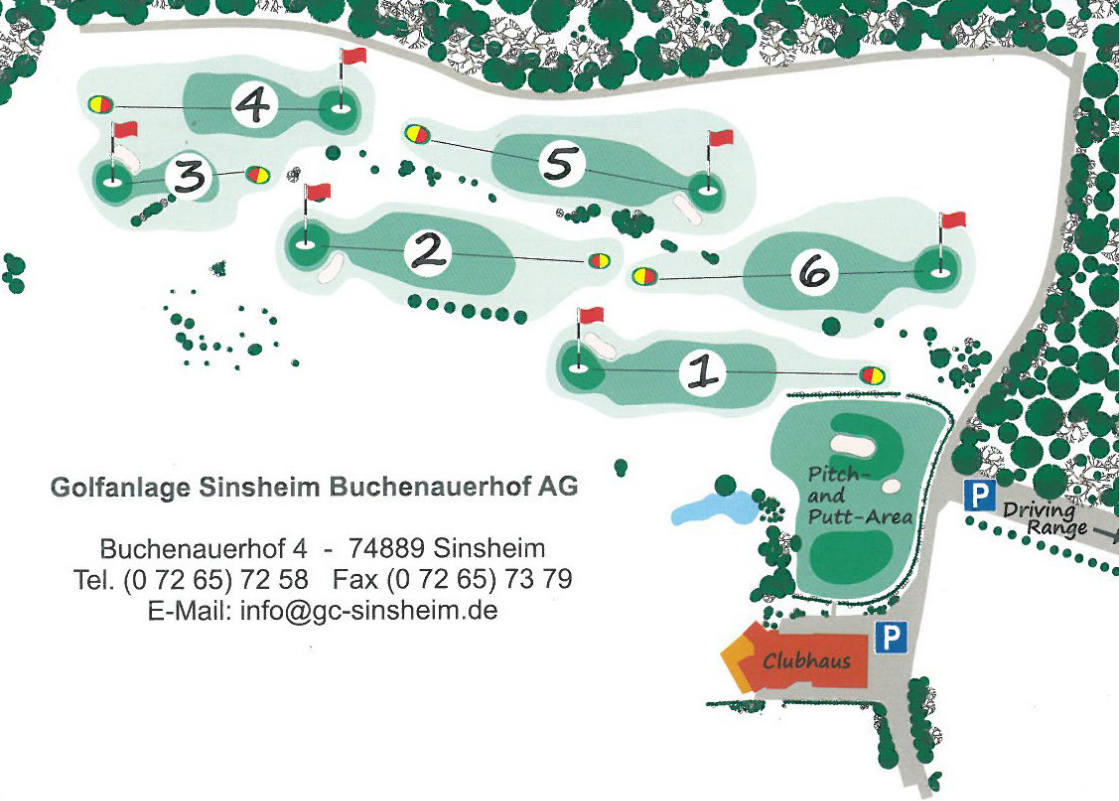 4
5
3
2
6
1
Golfanlage Sinsheim Buchenauerhof AG
Buchenauerhof 4 - 74889 Sinsheim
Tel. (0 72 65) 72 58 Fax (0 72 65) 73 79
E-Mail: info@gc-sinsheim.de
Pitch-
and
Putt-Area
P
Driving
Range
P
Clubhaus